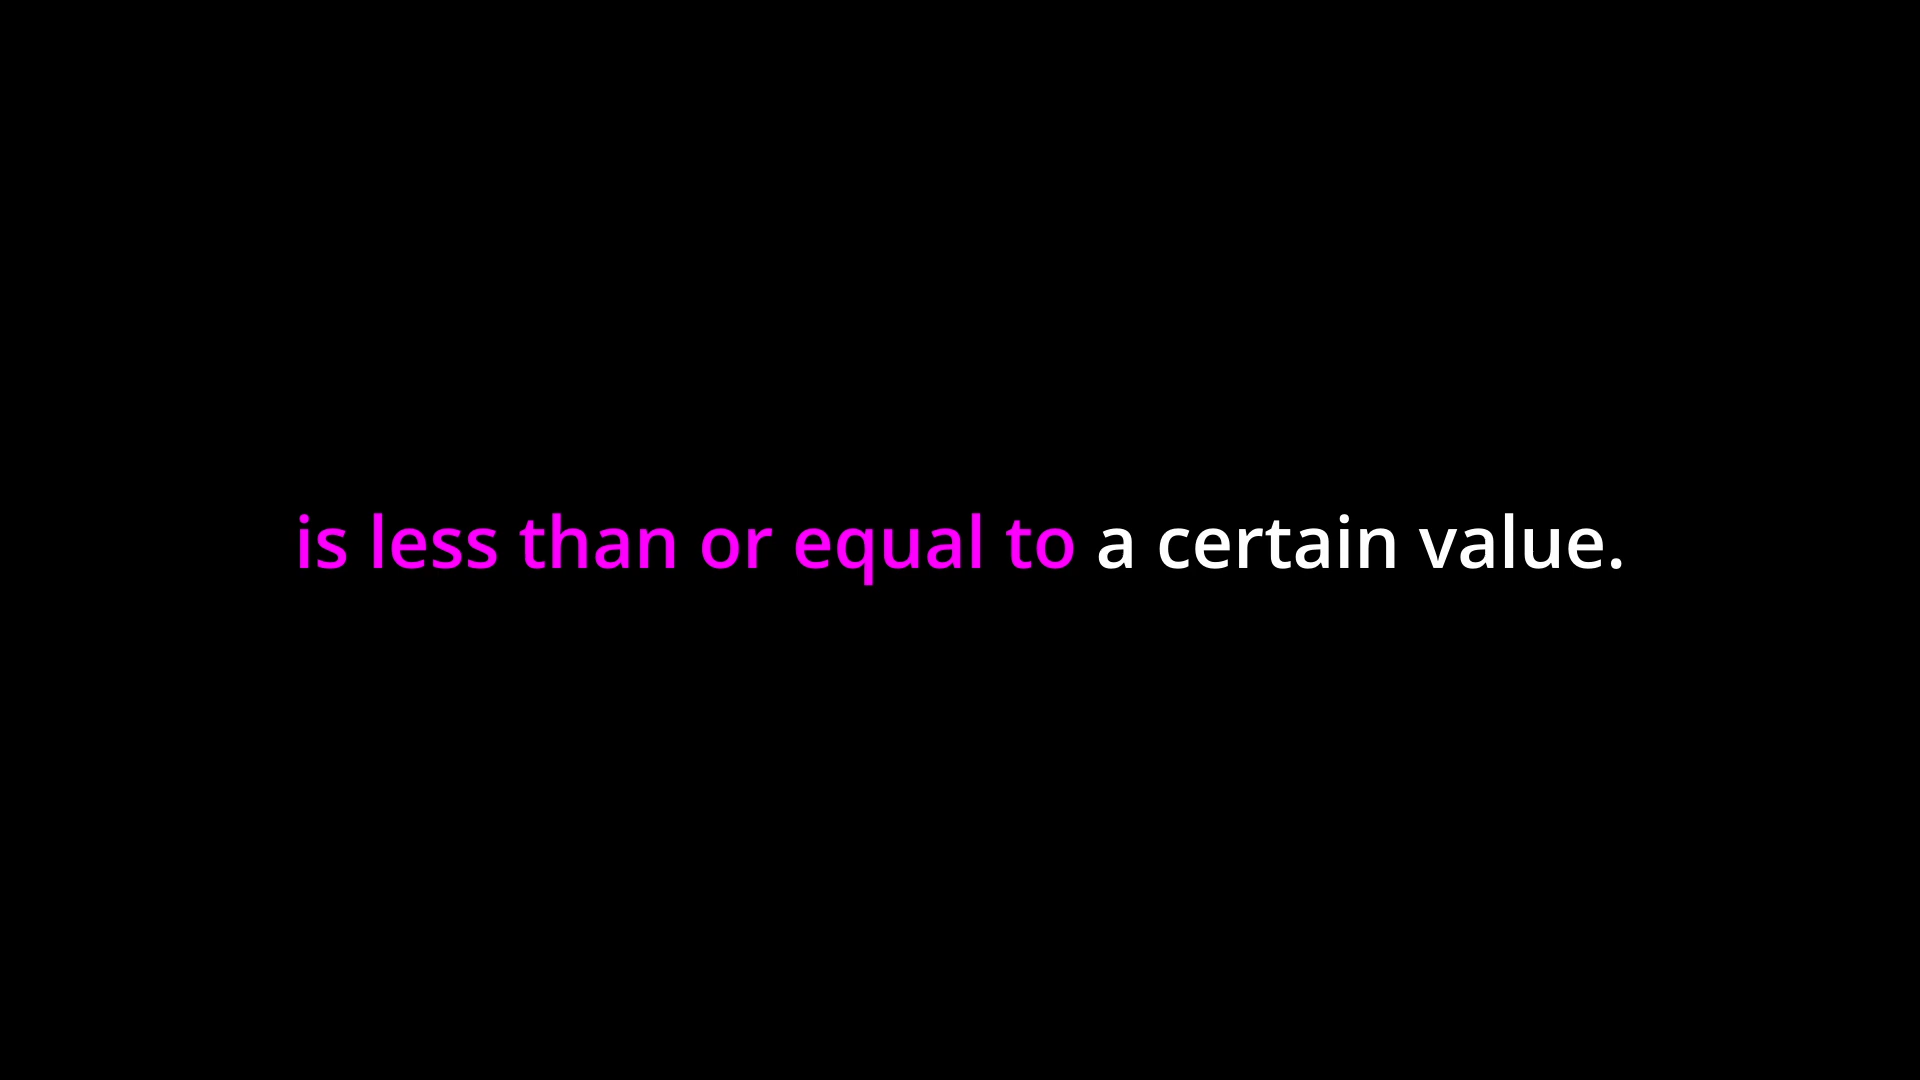 is less than or equal to a certain value.